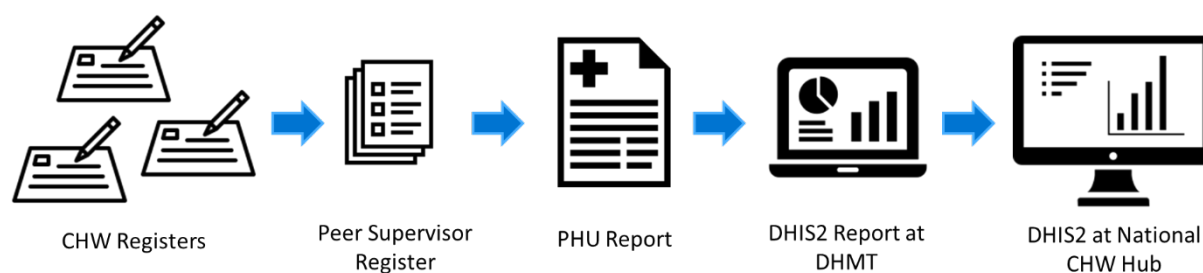 CHW Registers
Peer Supervisor
Register
PHU Report
DHIS2 Report at
DHMT
DHIS2 at National
CHW Hub